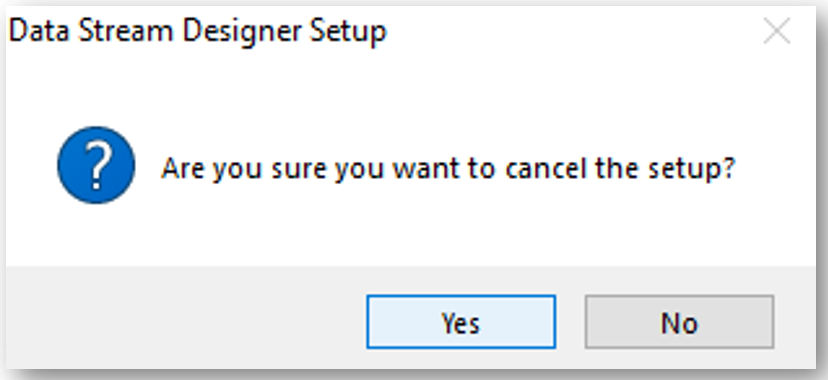 Data Stream Designer Setup
?
Are you sure you want to cancel the setup?
Yes
No